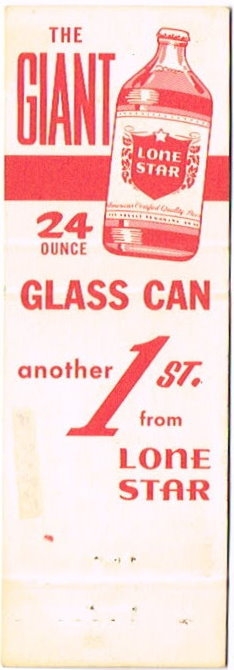 THE
GIANT
LONE
STAR
24
OUNCE
GLASS CAN
another 1ST.
from
LONE
STAR